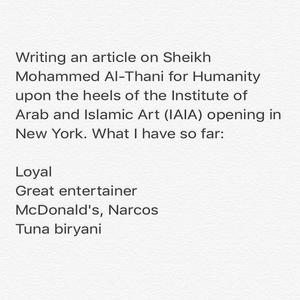 Writing an article on Sheikh
Mohammed Al-Thani for Humanity
upon the heels of the Institute of
Arab and Islamic Art (IAIA) opening in
New York. What I have so far:

Loyal
Great entertainer
McDonald's, Narcos
Tuna biryani